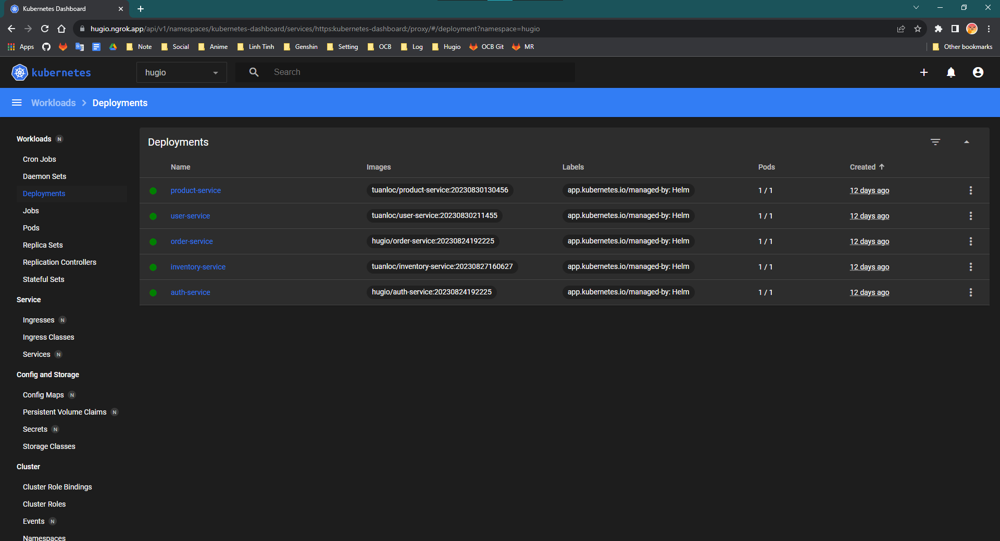 Kubernetes Dashboard
hugio.ngrok.app/api/v1/namespaces/kubernetes-dashboard/services/https:kubernetes-dashboard:/proxy/#/deployment?namespace=hugio
Apps Note Social Anime Linh Tinh Genshin Setting OCB Log Hugio OCB Git MR Other bookmarks
kubernetes hugio Search
Workloads Deployments
Workloads N
Cron Jobs
Daemon Sets
Deployments
Jobs
Pods
Replica Sets
Replication Controllers
Stateful Sets
Service
Ingresses N
Ingress Classes
Services N
Config and Storage
Config Maps N
Persistent Volume Claims N
Secrets N
Storage Classes
Cluster
Cluster Role Bindings
Cluster Roles
Events N
Namespaces
Deployments
Name Images Labels Pods Created
product-service tuanloc/product-service:20230830130456 app.kubernetes.io/managed-by: Helm 1 / 1 12 days ago
user-service tuanloc/user-service:20230830211455 app.kubernetes.io/managed-by: Helm 1 / 1 12 days ago
order-service hugio/order-service:20230824192225 app.kubernetes.io/managed-by: Helm 1 / 1 12 days ago
inventory-service tuanloc/inventory-service:20230827160627 app.kubernetes.io/managed-by: Helm 1 / 1 12 days ago
auth-service hugio/auth-service:20230824192225 app.kubernetes.io/managed-by: Helm 1 / 1 12 days ago